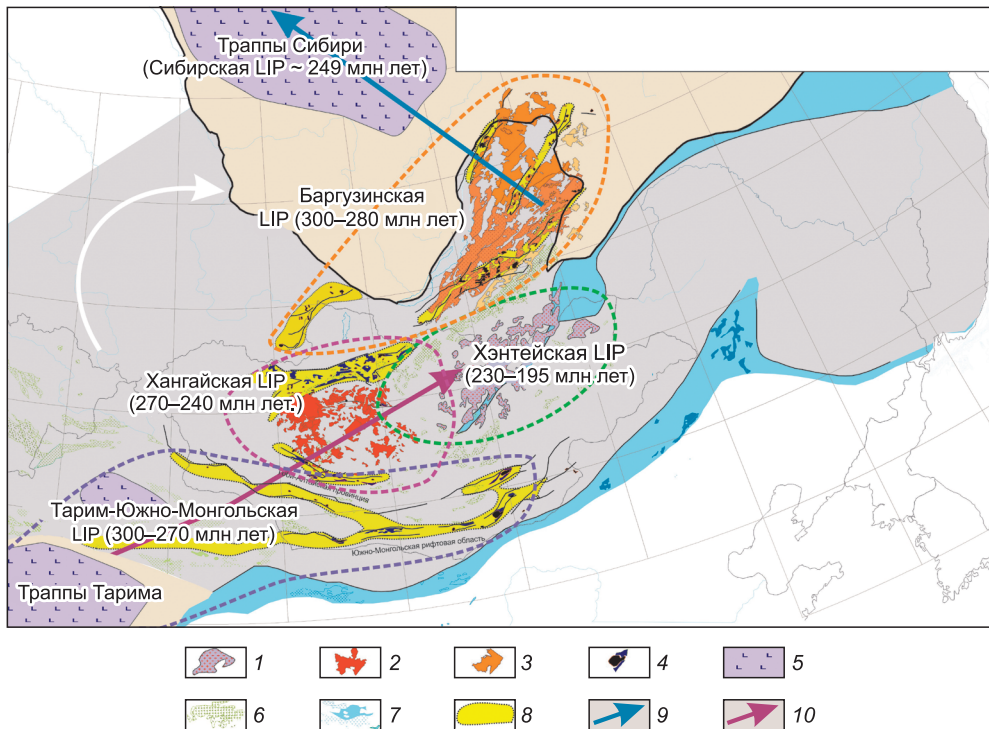 Траппы Сибири
(Сибирская LIP ~ 249 млн лет)
Баргузинская
LIP (300–280 млн лет)
Хэнтейская LIP
(230–195 млн лет)
Хангайская LIP
(270–240 млн лет)
Тарим-Южно-Монгольская
LIP (300–270 млн лет)
Южно-Монгольская рифтовая область
Траппы Тарима
1
2
3
4
5
6
7
8
9
10